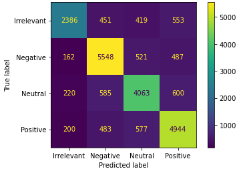 Irrelevant 2386 451 419 553 5000
Negative 162 5548 521 487 4000
True label
3000
Neutral 220 585 4063 600 2000
Positive 200 483 577 4944 1000
Irrelevant Negative Neutral Positive
Predicted label